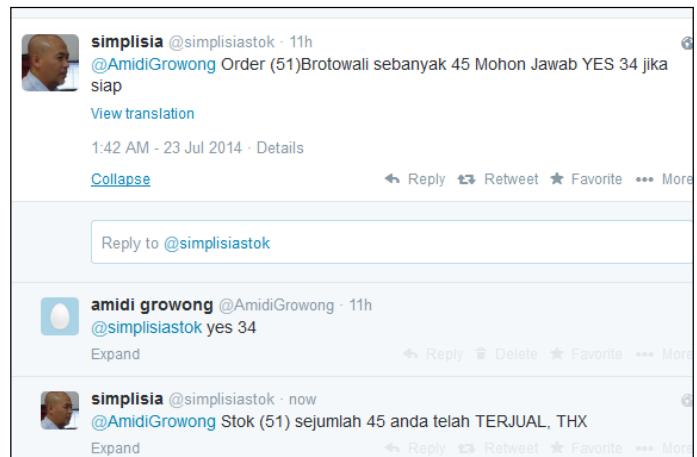 simplisia @simplisiastok · 11h
@AmidiGrowong Order (51)Brotowali sebanyak 45 Mohon Jawab YES 34 jika
siap
View translation
1:42 AM - 23 Jul 2014 · Details
Collapse Reply Retweet Favorite More
Reply to @simplisiastok
amidi growong @AmidiGrowong · 11h
@simplisiastok yes 34
Expand Reply Delete Favorite More
simplisia @simplisiastok · now
@AmidiGrowong Stok (51) sejumlah 45 anda telah TERJUAL, THX
Expand Reply Retweet Favorite More